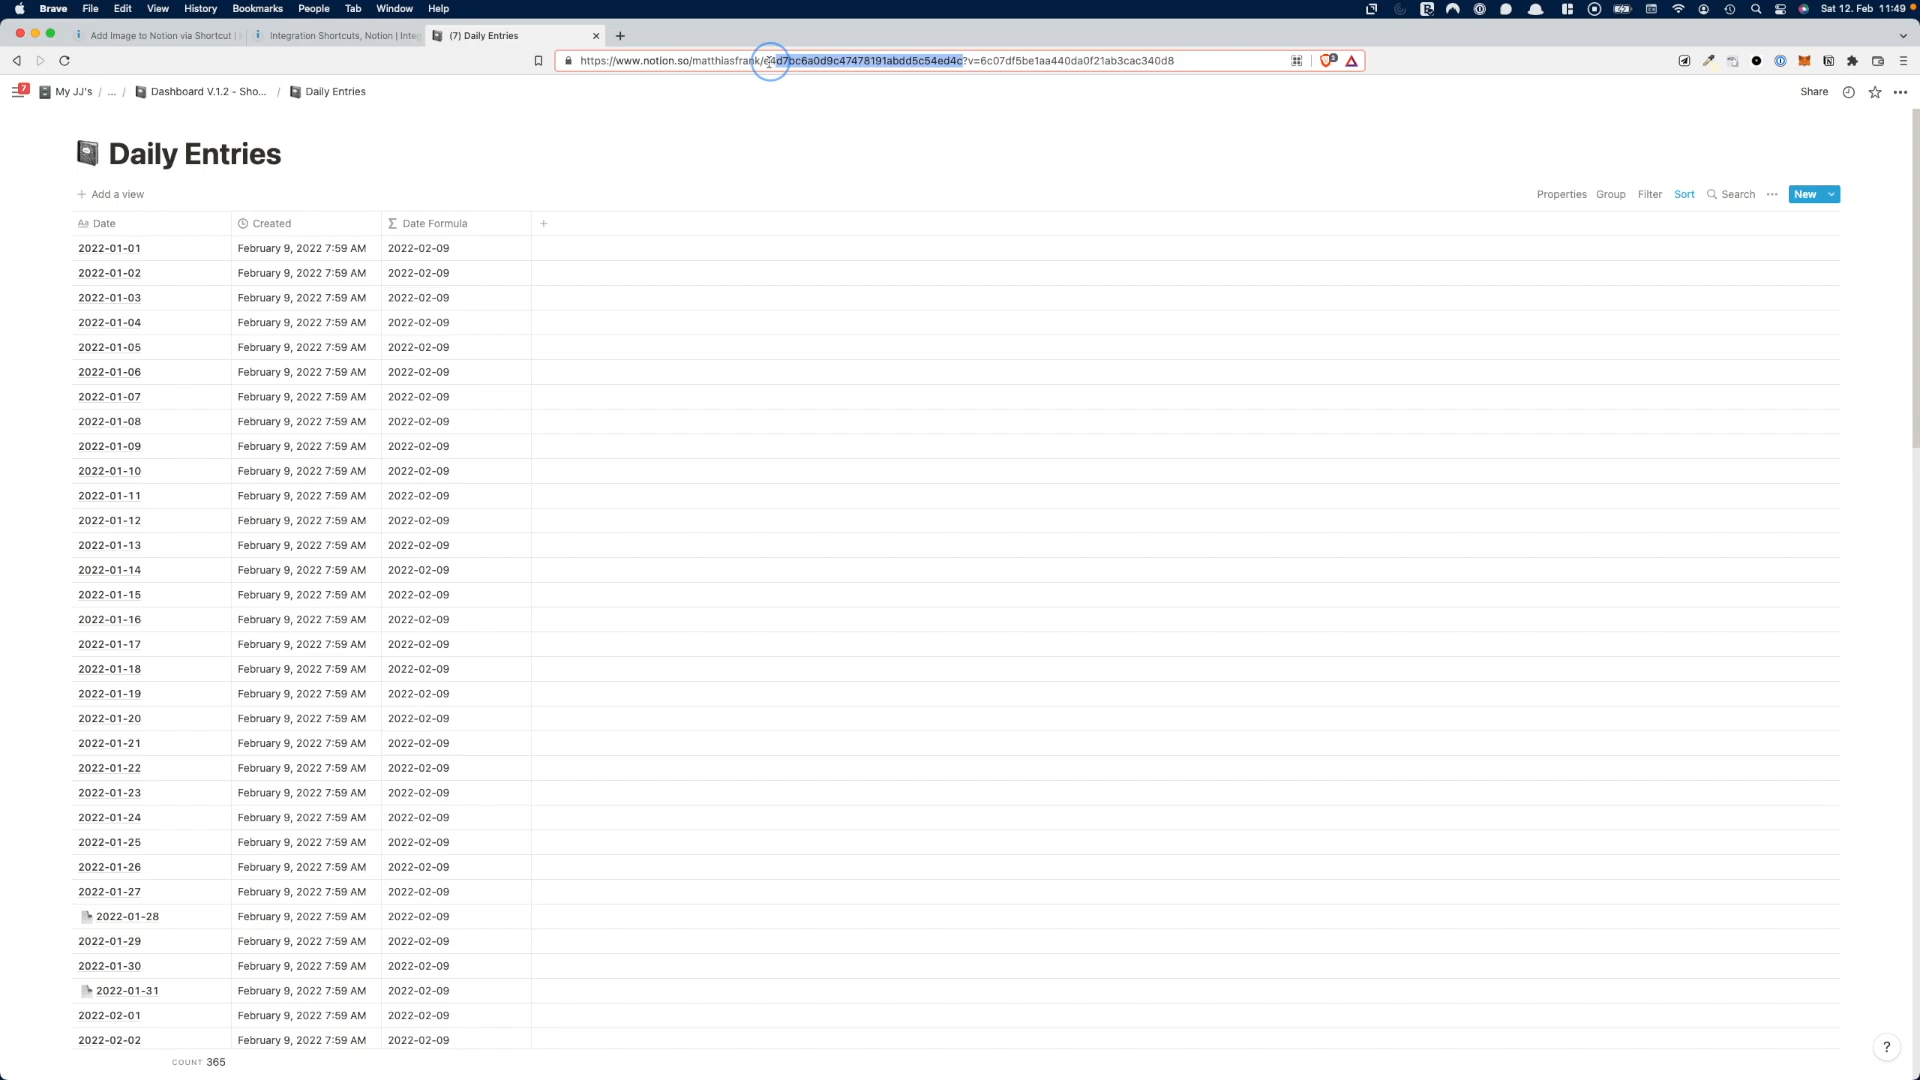 Brave File Edit View History Bookmarks People Tab Window Help Sat 12. Feb 11:49
Add Image to Notion via Shortcut | Integration Shortcuts, Notion | Integ (7) Daily Entries
https://www.notion.so/matthiasfrank/c4d7bc6a0d9c47478191abdd5c54ed4c?v=6c07df5be1aa440da0f21ab3cac340d8
7 My JJ's / ... / Dashboard V.1.2 - Sho... / Daily Entries Share
Daily Entries
Add a view Properties Group Filter Sort Search New
Aa Date Created Date Formula
2022-01-01 February 9, 2022 7:59 AM 2022-02-09
2022-01-02 February 9, 2022 7:59 AM 2022-02-09
2022-01-03 February 9, 2022 7:59 AM 2022-02-09
2022-01-04 February 9, 2022 7:59 AM 2022-02-09
2022-01-05 February 9, 2022 7:59 AM 2022-02-09
2022-01-06 February 9, 2022 7:59 AM 2022-02-09
2022-01-07 February 9, 2022 7:59 AM 2022-02-09
2022-01-08 February 9, 2022 7:59 AM 2022-02-09
2022-01-09 February 9, 2022 7:59 AM 2022-02-09
2022-01-10 February 9, 2022 7:59 AM 2022-02-09
2022-01-11 February 9, 2022 7:59 AM 2022-02-09
2022-01-12 February 9, 2022 7:59 AM 2022-02-09
2022-01-13 February 9, 2022 7:59 AM 2022-02-09
2022-01-14 February 9, 2022 7:59 AM 2022-02-09
2022-01-15 February 9, 2022 7:59 AM 2022-02-09
2022-01-16 February 9, 2022 7:59 AM 2022-02-09
2022-01-17 February 9, 2022 7:59 AM 2022-02-09
2022-01-18 February 9, 2022 7:59 AM 2022-02-09
2022-01-19 February 9, 2022 7:59 AM 2022-02-09
2022-01-20 February 9, 2022 7:59 AM 2022-02-09
2022-01-21 February 9, 2022 7:59 AM 2022-02-09
2022-01-22 February 9, 2022 7:59 AM 2022-02-09
2022-01-23 February 9, 2022 7:59 AM 2022-02-09
2022-01-24 February 9, 2022 7:59 AM 2022-02-09
2022-01-25 February 9, 2022 7:59 AM 2022-02-09
2022-01-26 February 9, 2022 7:59 AM 2022-02-09
2022-01-27 February 9, 2022 7:59 AM 2022-02-09
2022-01-28 February 9, 2022 7:59 AM 2022-02-09
2022-01-29 February 9, 2022 7:59 AM 2022-02-09
2022-01-30 February 9, 2022 7:59 AM 2022-02-09
2022-01-31 February 9, 2022 7:59 AM 2022-02-09
2022-02-01 February 9, 2022 7:59 AM 2022-02-09
2022-02-02 February 9, 2022 7:59 AM 2022-02-09
COUNT 365
?